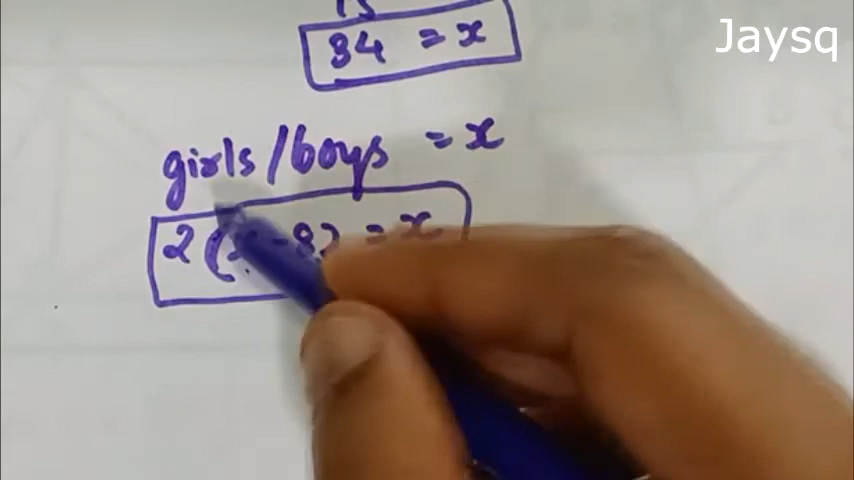 Jaysq
34 = x
girls/boys = x
2 ( - 8) = x